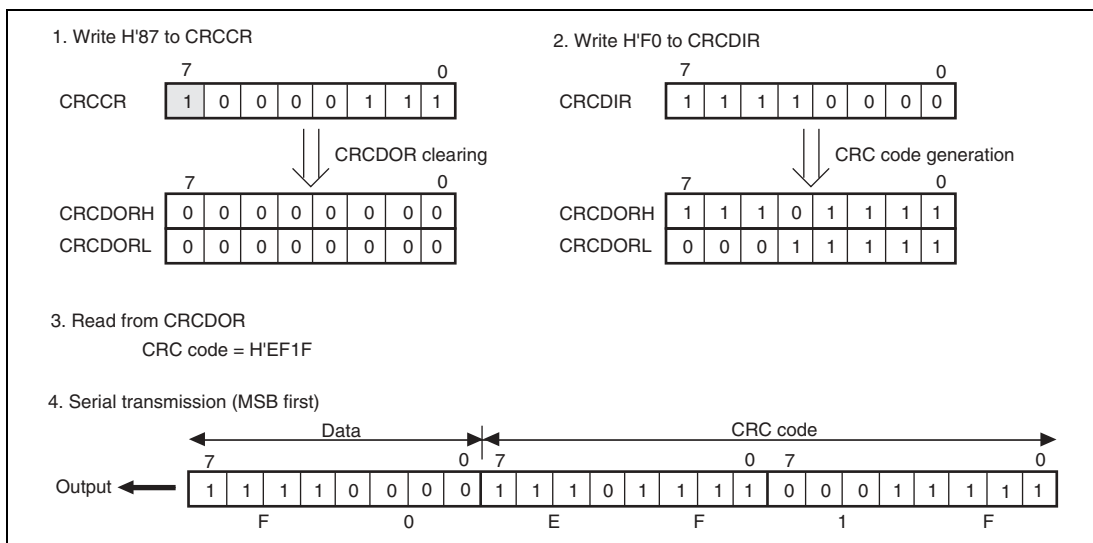 1. Write H'87 to CRCCR
7 0
CRCCR 1 0 0 0 0 1 1 1
CRCDOR clearing
7 0
CRCDORH 0 0 0 0 0 0 0 0
CRCDORL 0 0 0 0 0 0 0 0
2. Write H'F0 to CRCDIR
7 0
CRCDIR 1 1 1 1 0 0 0 0
CRC code generation
7 0
CRCDORH 1 1 1 0 1 1 1 1
CRCDORL 0 0 0 1 1 1 1 1
3. Read from CRCDOR
CRC code = H'EF1F
4. Serial transmission (MSB first)
Data CRC code
7 0 7 0 7 0
Output 1 1 1 1 0 0 0 0 1 1 1 0 1 1 1 1 0 0 0 1 1 1 1 1
F 0 E F 1 F